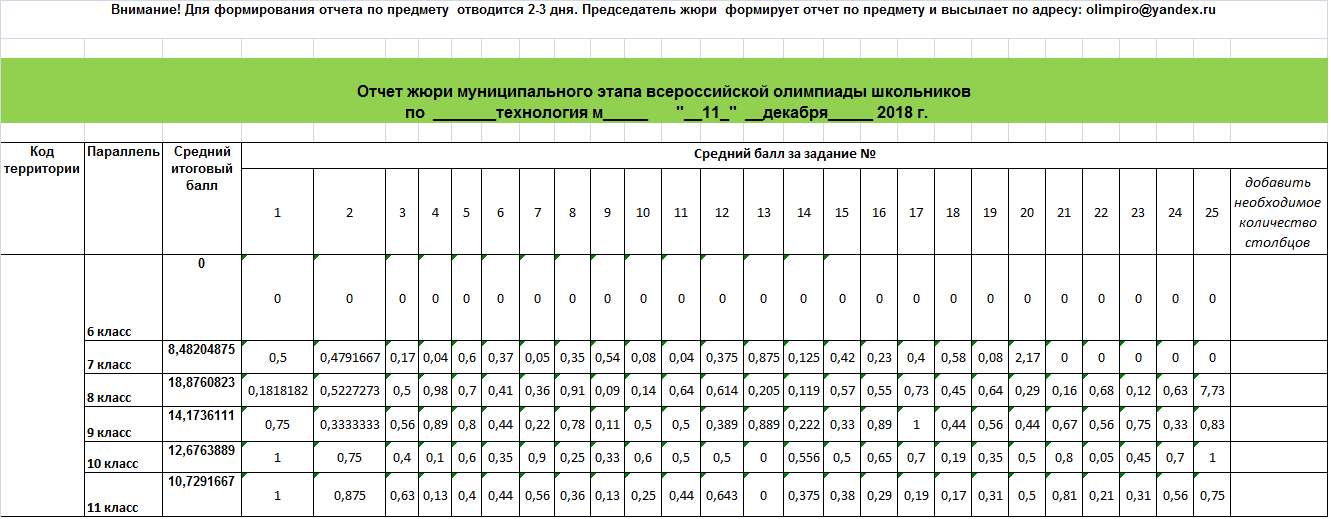 Внимание! Для формирования отчета по предмету отводится 2-3 дня. Председатель жюри формирует отчет по предмету и высылает по адресу: olimpiro@yandex.ru
Отчет жюри муниципального этапа всероссийской олимпиады школьников
по _______технология м_____ "__11_" __декабря_____ 2018 г.
Код территории Параллель Средний итоговый балл Средний балл за задание №
1 2 3 4 5 6 7 8 9 10 11 12 13 14 15 16 17 18 19 20 21 22 23 24 25 добавить необходимое количество столбцов
6 класс 0 0 0 0 0 0 0 0 0 0 0 0 0 0 0 0 0 0 0 0 0 0 0 0 0 0
7 класс 8,48204875 0,5 0,4791667 0,17 0,04 0,6 0,37 0,05 0,35 0,54 0,08 0,04 0,375 0,875 0,125 0,42 0,23 0,4 0,58 0,08 2,17 0 0 0 0 0
8 класс 18,8760823 0,1818182 0,5227273 0,5 0,98 0,7 0,41 0,36 0,91 0,09 0,14 0,64 0,614 0,205 0,119 0,57 0,55 0,73 0,45 0,64 0,29 0,16 0,68 0,12 0,63 7,73
9 класс 14,1736111 0,75 0,3333333 0,56 0,89 0,8 0,44 0,22 0,78 0,11 0,5 0,5 0,389 0,889 0,222 0,33 0,89 1 0,44 0,56 0,44 0,67 0,56 0,75 0,33 0,83
10 класс 12,6763889 1 0,75 0,4 0,1 0,6 0,35 0,9 0,25 0,33 0,6 0,5 0,5 0 0,556 0,5 0,65 0,7 0,19 0,35 0,5 0,8 0,05 0,45 0,7 1
11 класс 10,7291667 1 0,875 0,63 0,13 0,4 0,44 0,56 0,36 0,13 0,25 0,44 0,643 0 0,375 0,38 0,29 0,19 0,17 0,31 0,5 0,81 0,21 0,31 0,56 0,75